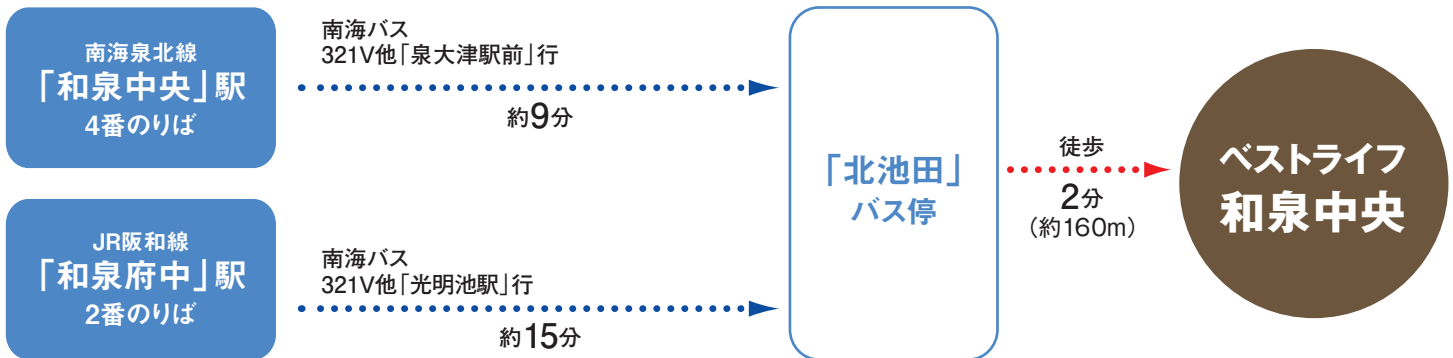 南海泉北線
「和泉中央」駅
4番のりば
南海バス
321V他「泉大津駅前」行
約9分
JR阪和線
「和泉府中」駅
2番のりば
南海バス
321V他「光明池駅」行
約15分
「北池田」
バス停
徒歩
2分
(約160m)
ベストライフ
和泉中央